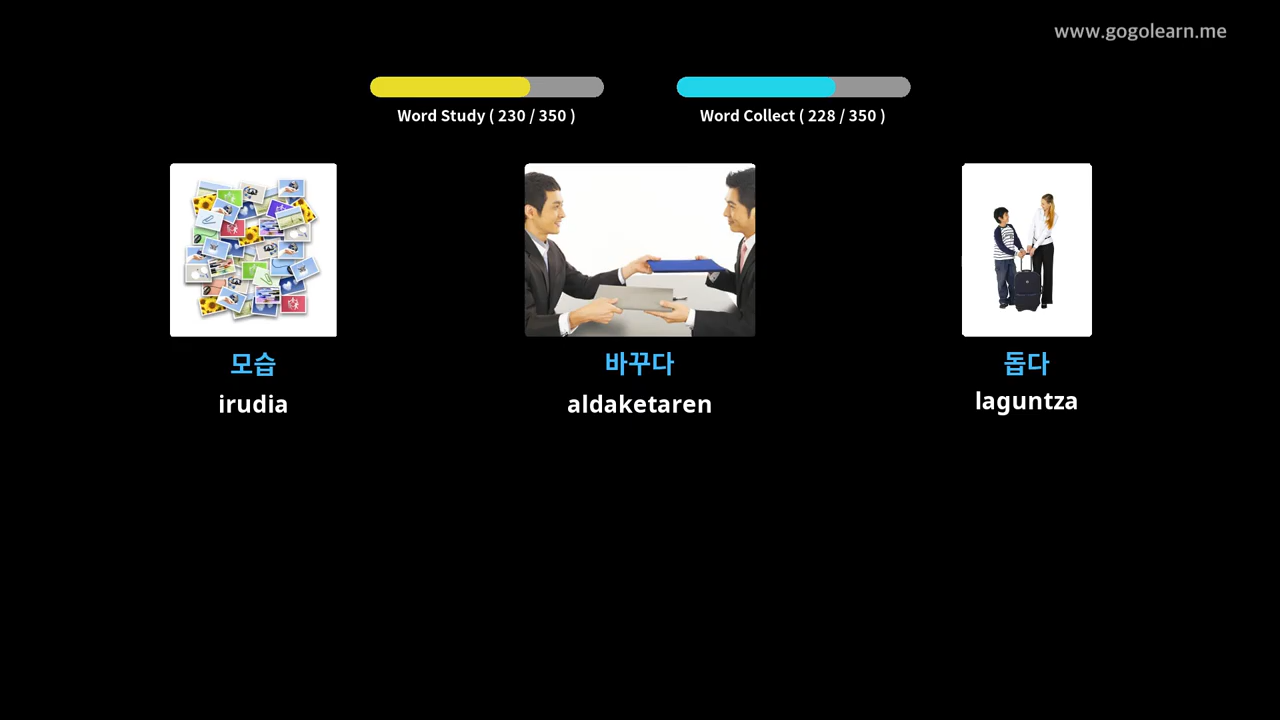 www.gogolearn.me
Word Study ( 230 / 350 )
Word Collect ( 228 / 350 )
모습
irudia
바꾸다
aldaketaren
돕다
laguntza